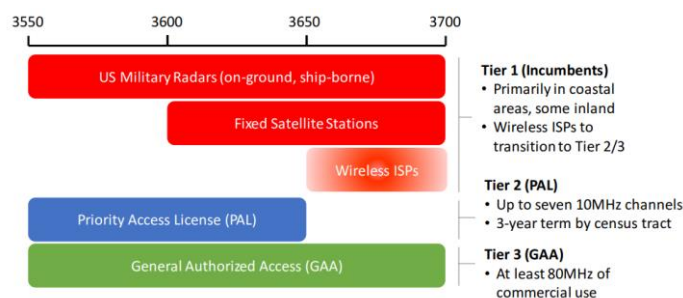 3550 3600 3650 3700
US Military Radars (on-ground, ship-borne)
Fixed Satellite Stations
Wireless ISPs
Priority Access License (PAL)
General Authorized Access (GAA)
Tier 1 (Incumbents)
• Primarily in coastal
areas, some inland
• Wireless ISPs to
transition to Tier 2/3
Tier 2 (PAL)
• Up to seven 10MHz channels
• 3-year term by census tract
Tier 3 (GAA)
• At least 80MHz of
commercial use